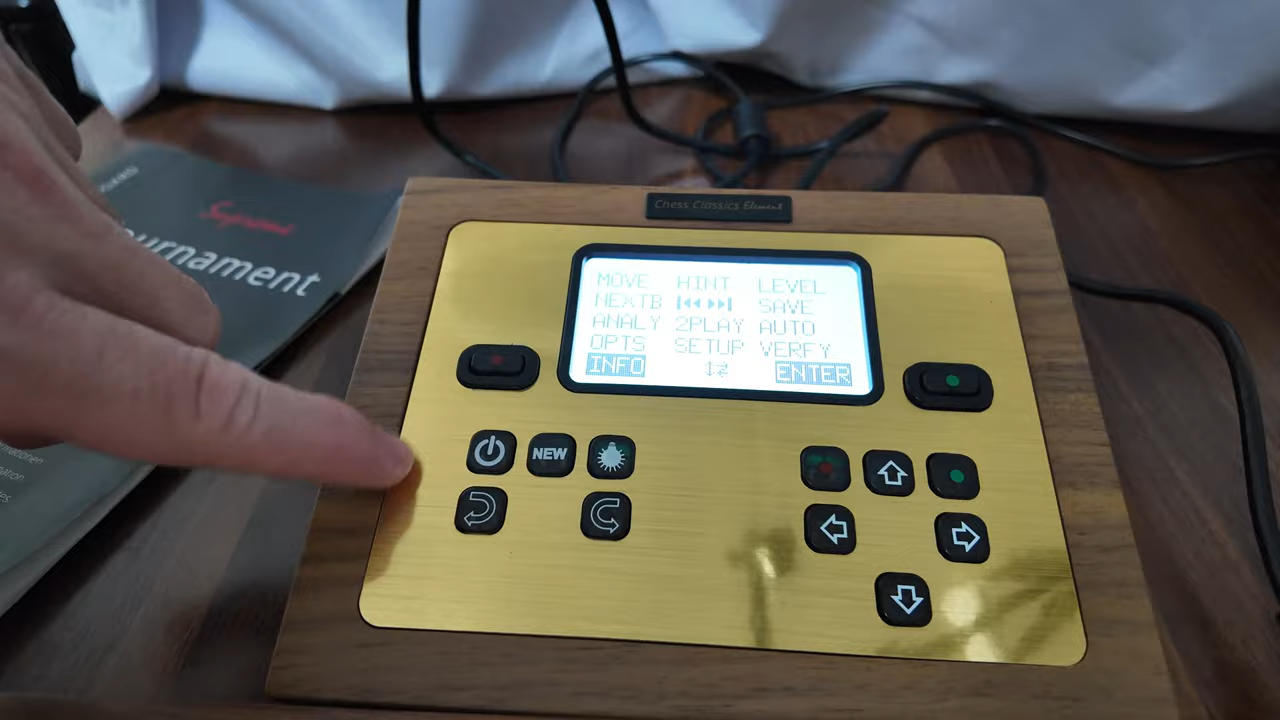 Supreme
Tournament
Chess Classics Element
MOVE HINT LEVEL
NEXTB SAVE
ANALY 2PLAY AUTO
OPTS SETUP VERFY
INFO ENTER
NEW